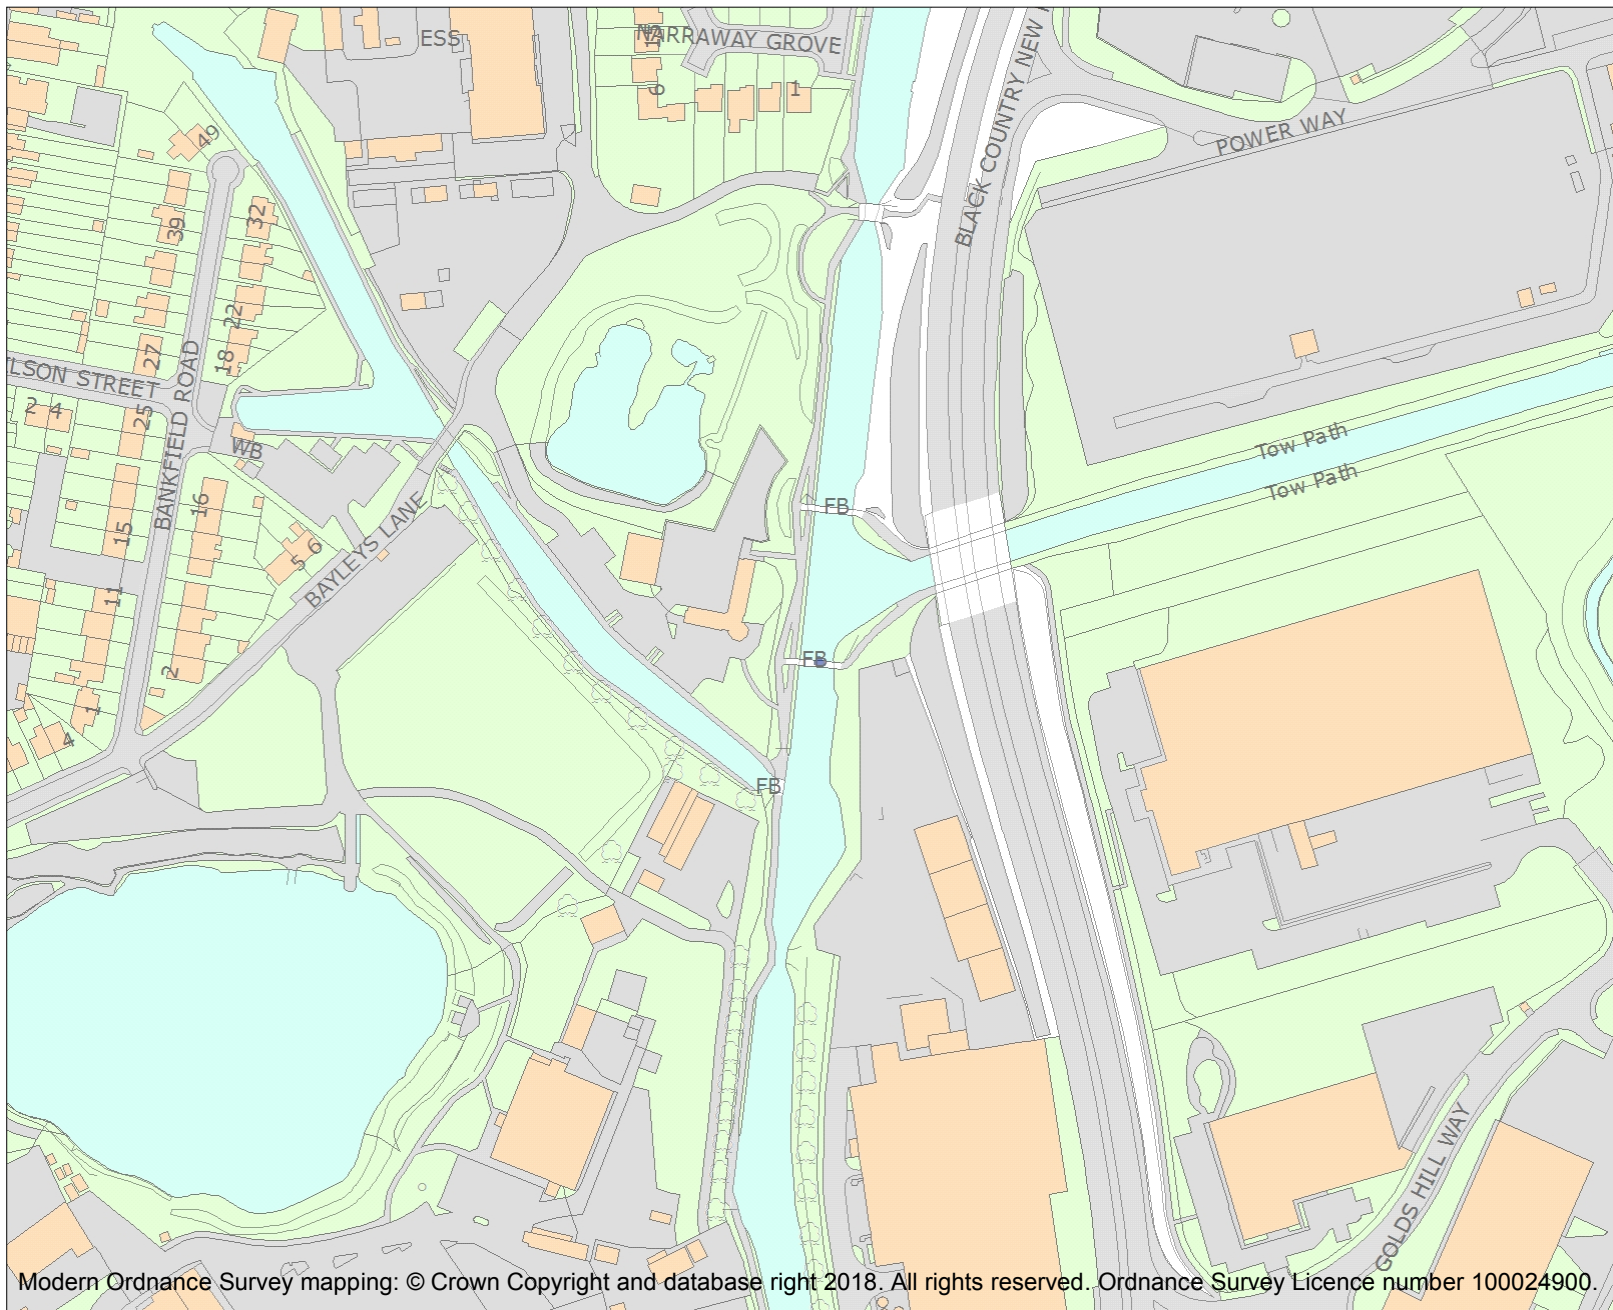 ESS
NARRAWAY GROVE
6
1
BLACK COUNTRY NEW
POWER WAY
49
39
32
22
27
18
LSON STREET
2 4
25
BANKFIELD ROAD
WB
Tow Path
Tow Path
16
15
BAYLEYS LANE
5 6
FB
11
2
1
4
FB
FB
GOLDS HILL WAY
Modern Ordnance Survey mapping: © Crown Copyright and database right 2018. All rights reserved. Ordnance Survey Licence number 100024900.